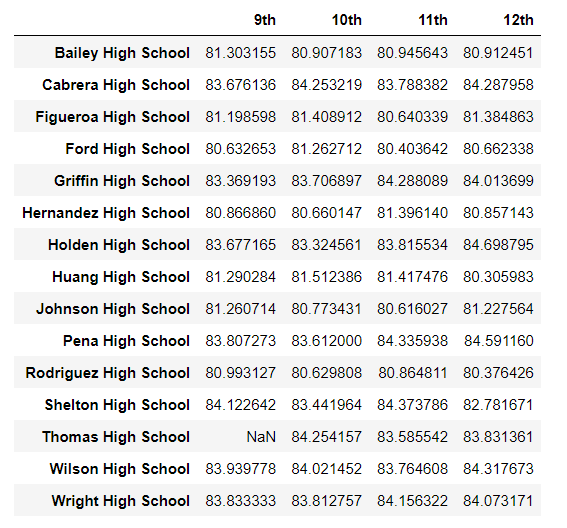 9th 10th 11th 12th
Bailey High School 81.303155 80.907183 80.945643 80.912451
Cabrera High School 83.676136 84.253219 83.788382 84.287958
Figueroa High School 81.198598 81.408912 80.640339 81.384863
Ford High School 80.632653 81.262712 80.403642 80.662338
Griffin High School 83.369193 83.706897 84.288089 84.013699
Hernandez High School 80.866860 80.660147 81.396140 80.857143
Holden High School 83.677165 83.324561 83.815534 84.698795
Huang High School 81.290284 81.512386 81.417476 80.305983
Johnson High School 81.260714 80.773431 80.616027 81.227564
Pena High School 83.807273 83.612000 84.335938 84.591160
Rodriguez High School 80.993127 80.629808 80.864811 80.376426
Shelton High School 84.122642 83.441964 84.373786 82.781671
Thomas High School NaN 84.254157 83.585542 83.831361
Wilson High School 83.939778 84.021452 83.764608 84.317673
Wright High School 83.833333 83.812757 84.156322 84.073171